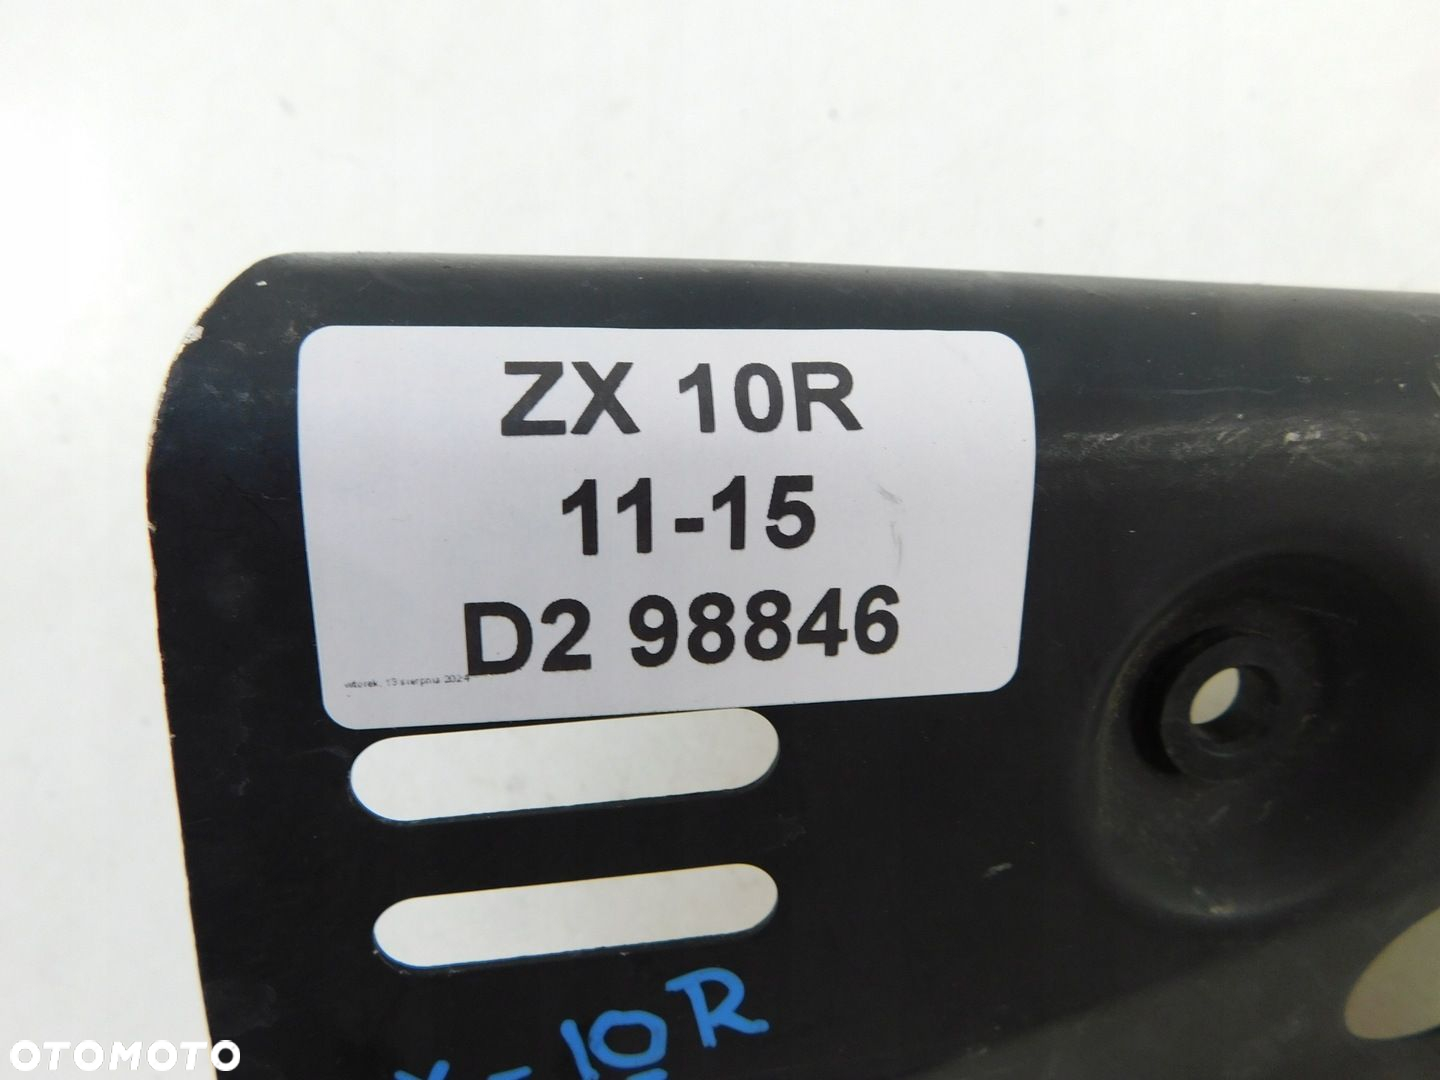 ZX 10R
11-15
D2 98846
wtorek, 13 sierpnia 2024
X-10R
OTOMOTO